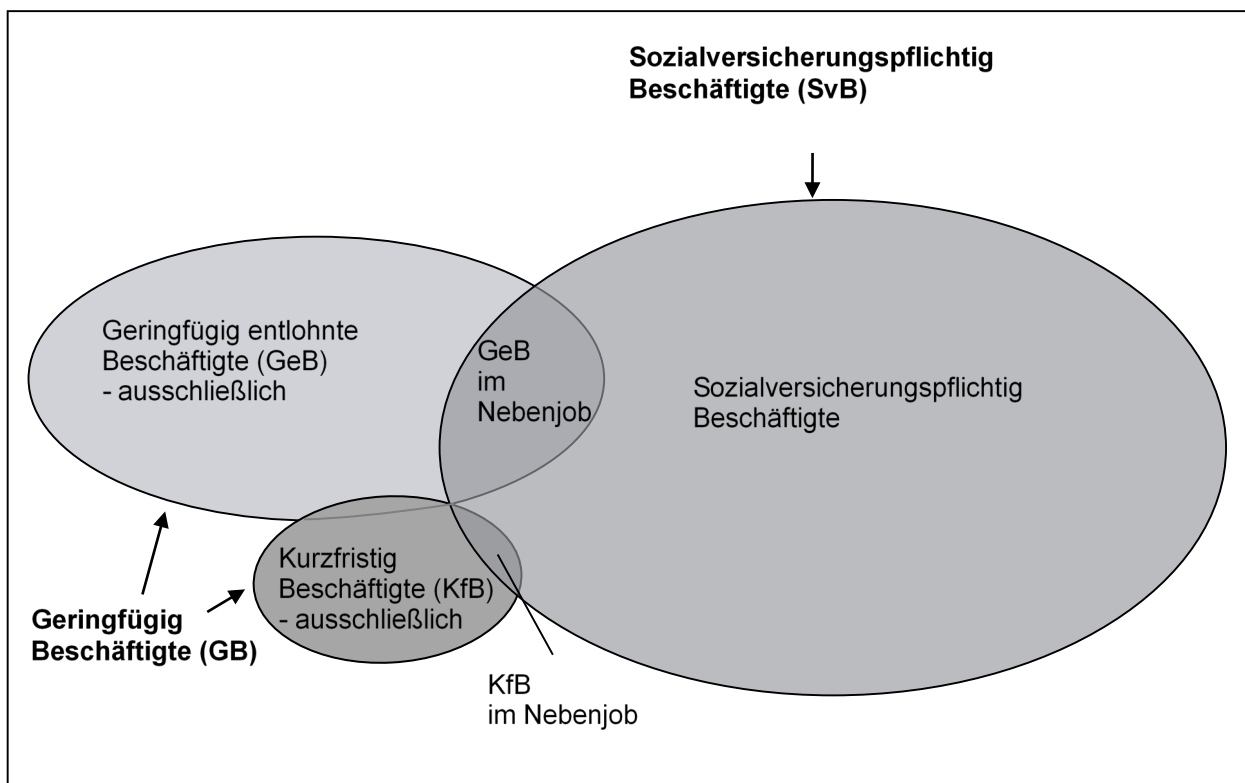 Sozialversicherungspflichtig
Beschäftigte (SvB)
Geringfügig entlohnte
Beschäftigte (GeB)
- ausschließlich
GeB
im
Nebenjob
Sozialversicherungspflichtig
Beschäftigte
Kurzfristig
Beschäftigte (KfB)
- ausschließlich
Geringfügig
Beschäftigte (GB)
KfB
im Nebenjob